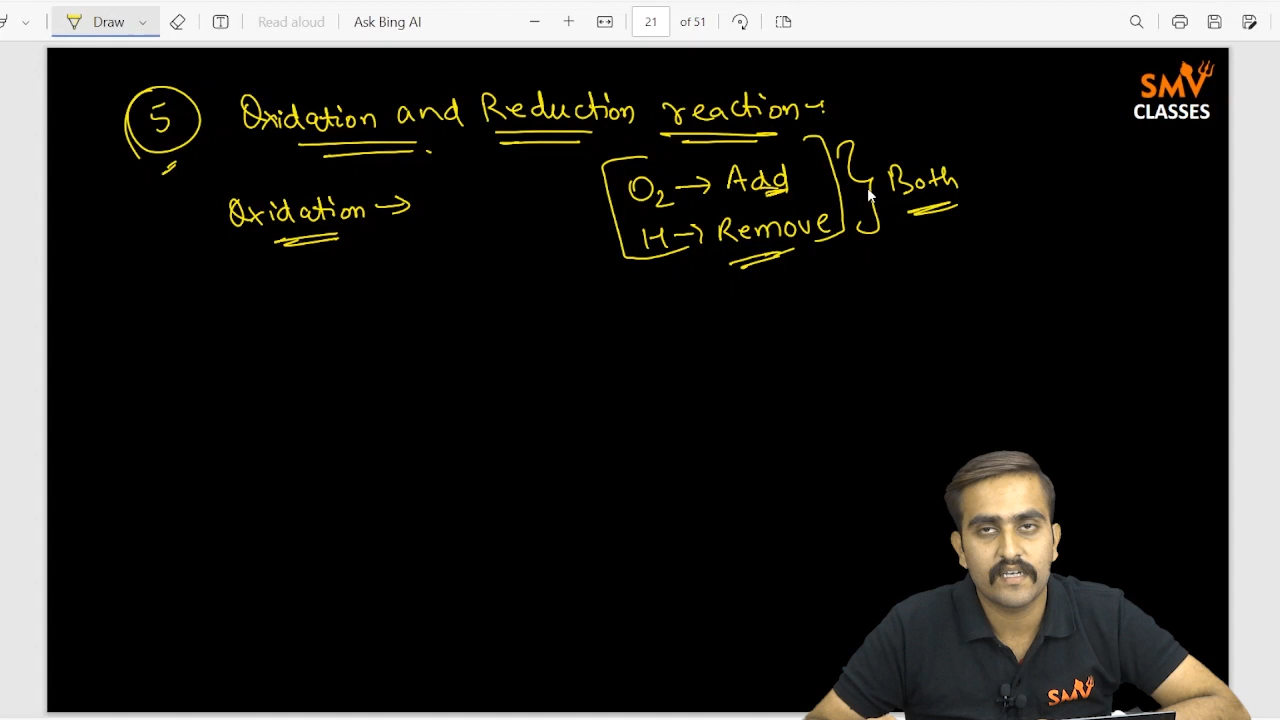 Draw
Read aloud
Ask Bing AI
21 of 51
SMV
CLASSES
5 Oxidation and Reduction reaction:-
Oxidation →
O2 → Add
H → Remove
Both
SMV